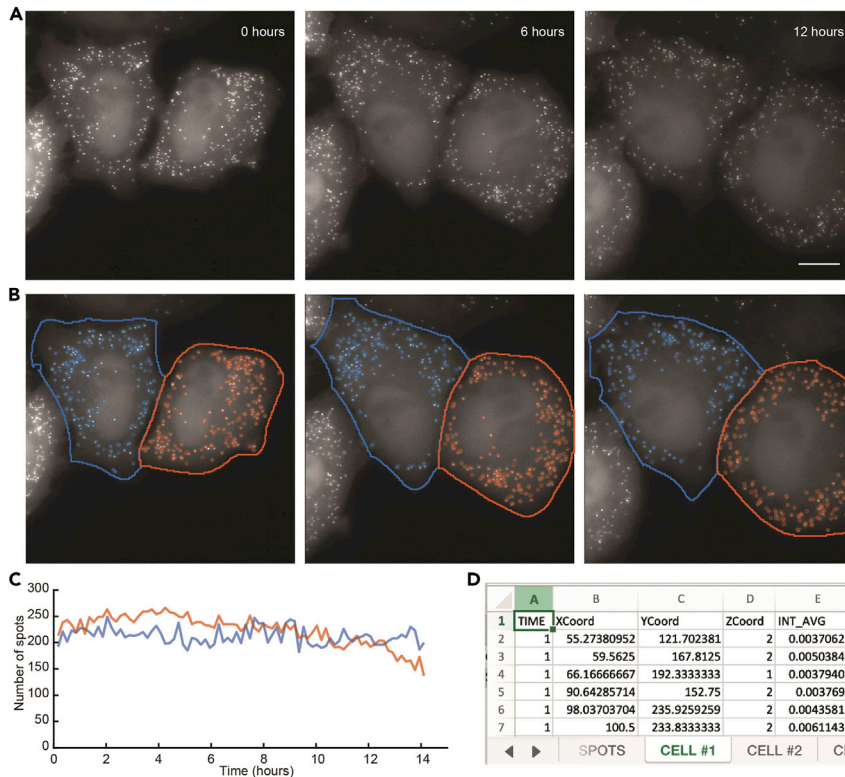 A
0 hours
6 hours
12 hours
B
C
Number of spots
300
250
200
150
100
50
0
0 2 4 6 8 10 12 14
Time (hours)
D
A B C D E
1 TIME XCoord YCoord ZCoord INT_AVG
2 1 55.27380952 121.702381 2 0.0037062
3 1 59.5625 167.8125 2 0.0050384
4 1 66.16666667 192.3333333 1 0.0037940
5 1 90.64285714 152.75 2 0.003769
6 1 98.03703704 235.9259259 2 0.0043581
7 1 100.5 233.8333333 2 0.0061143
SPOTS CELL #1 CELL #2